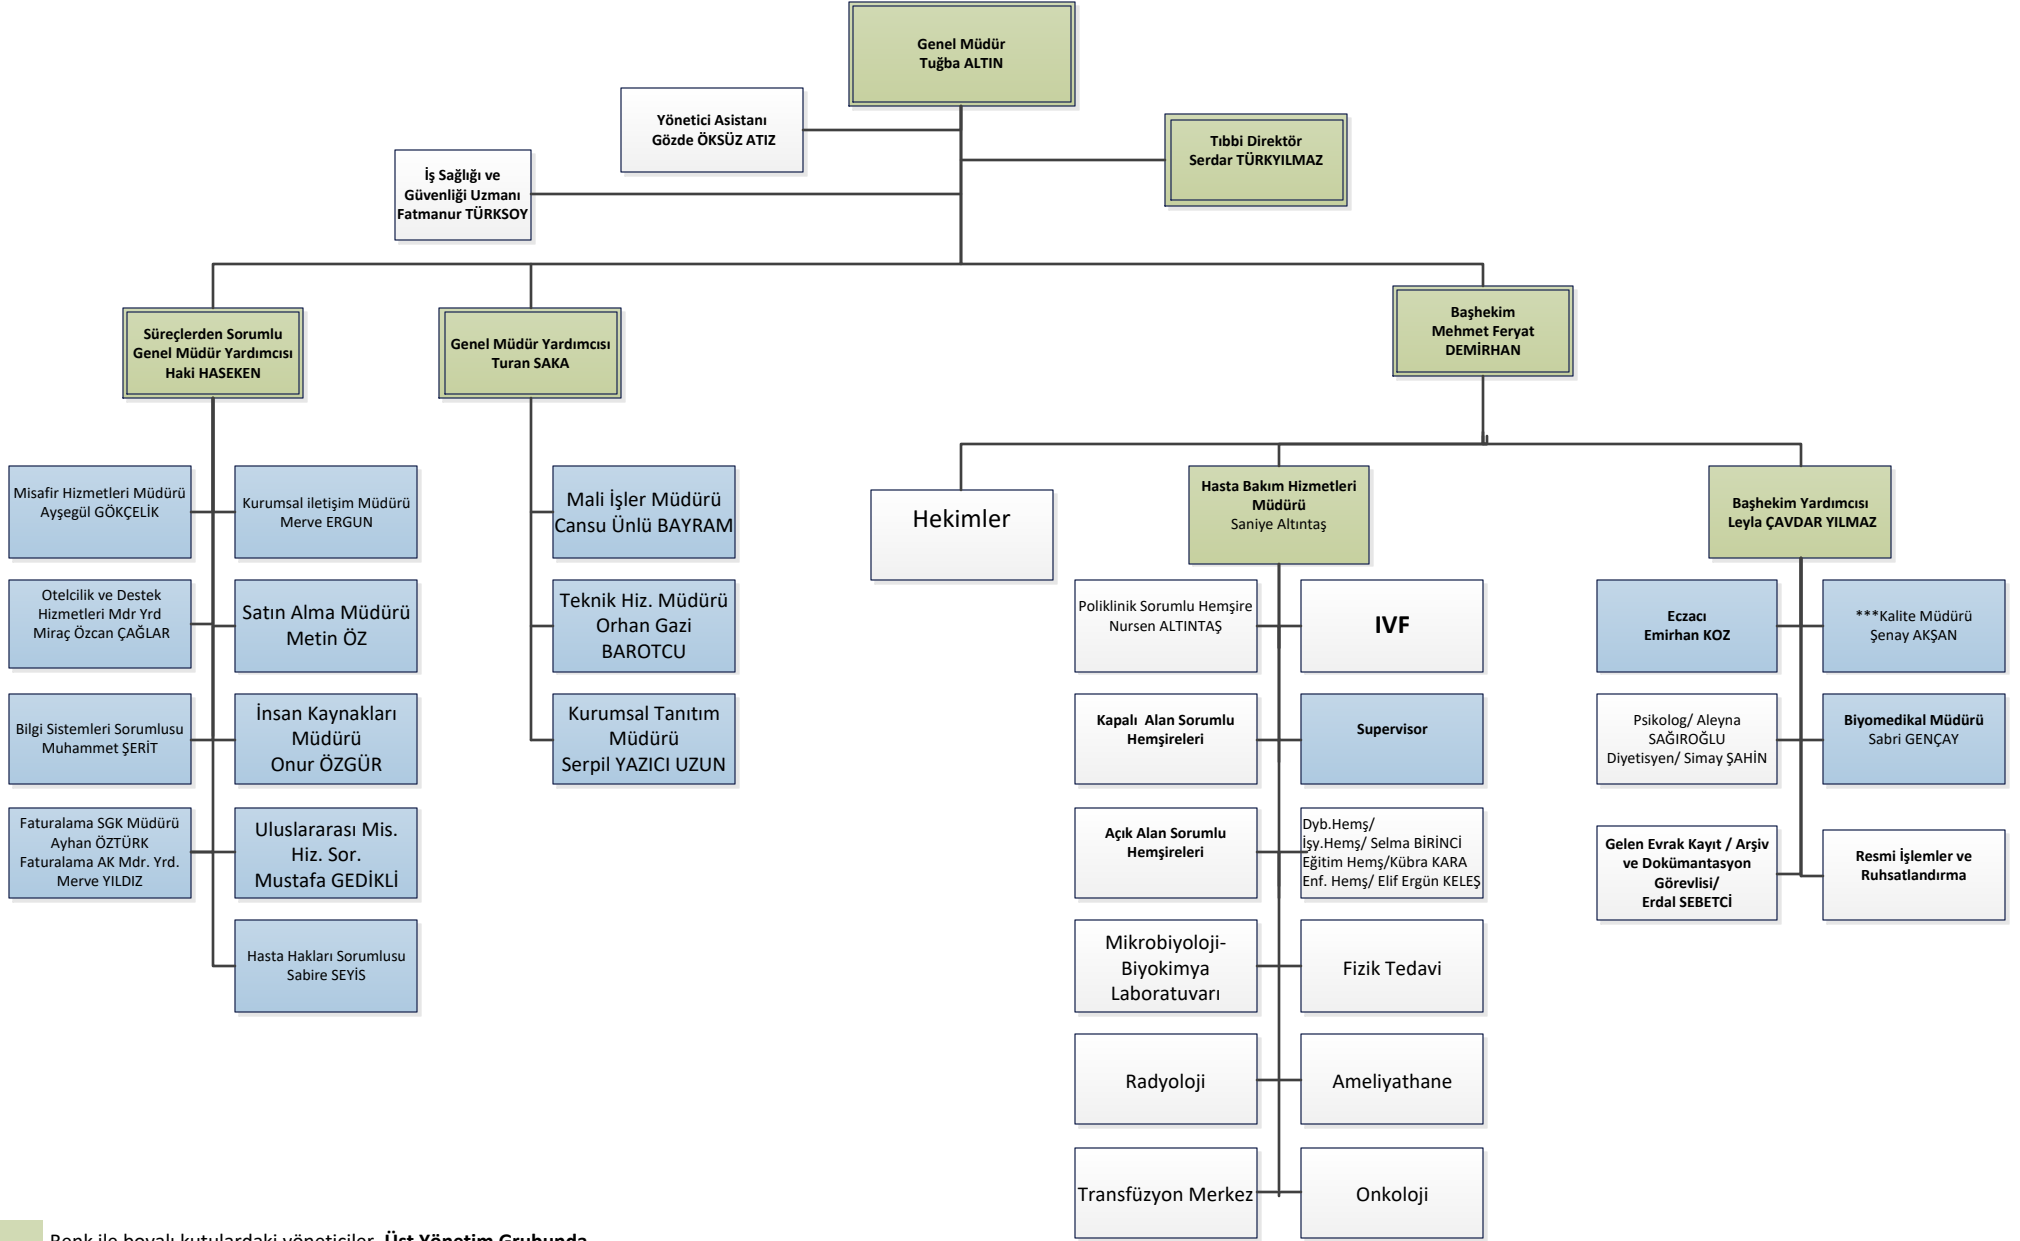 Genel Müdür
Tuğba ALTIN
Yönetici Asistanı
Gözde ÖKSÜZ ATIZ
Tıbbi Direktör
Serdar TÜRKYILMAZ
İş Sağlığı ve
Güvenliği Uzmanı
Fatmanur TÜRKSOY
Süreçlerden Sorumlu
Genel Müdür Yardımcısı
Haki HASEKEN
Genel Müdür Yardımcısı
Turan SAKA
Başhekim
Mehmet Feryat
DEMİRHAN
Misafir Hizmetleri Müdürü
Ayşegül GÖKÇELİK
Kurumsal iletişim Müdürü
Merve ERGUN
Mali İşler Müdürü
Cansu Ünlü BAYRAM
Hekimler
Hasta Bakım Hizmetleri
Müdürü
Saniye Altıntaş
Başhekim Yardımcısı
Leyla ÇAVDAR YILMAZ
Otelcilik ve Destek
Hizmetleri Mdr Yrd
Miraç Özcan ÇAĞLAR
Satın Alma Müdürü
Metin ÖZ
Teknik Hiz. Müdürü
Orhan Gazi
BAROTCU
Poliklinik Sorumlu Hemşire
Nursen ALTINTAŞ
IVF
Eczacı
Emirhan KOZ
***Kalite Müdürü
Şenay AKŞAN
Bilgi Sistemleri Sorumlusu
Muhammet ŞERİT
İnsan Kaynakları
Müdürü
Onur ÖZGÜR
Kurumsal Tanıtım
Müdürü
Serpil YAZICI UZUN
Kapalı Alan Sorumlu
Hemşireleri
Supervisor
Psikolog/ Aleyna
SAĞIROĞLU
Diyetisyen/ Simay ŞAHİN
Biyomedikal Müdürü
Sabri GENÇAY
Faturalama SGK Müdürü
Ayhan ÖZTÜRK
Faturalama AK Mdr. Yrd.
Merve YILDIZ
Uluslararası Mis.
Hiz. Sor.
Mustafa GEDİKLİ
Açık Alan Sorumlu
Hemşireleri
Dyb.Hemş/
İşy.Hemş/ Selma BİRİNCİ
Eğitim Hemş/Kübra KARA
Enf. Hemş/ Elif Ergün KELEŞ
Gelen Evrak Kayıt / Arşiv
ve Dokümantasyon
Görevlisi/
Erdal SEBETCİ
Resmi İşlemler ve
Ruhsatlandırma
Hasta Hakları Sorumlusu
Sabire SEYİS
Mikrobiyoloji-
Biyokimya
Laboratuvarı
Fizik Tedavi
Radyoloji
Ameliyathane
Transfüzyon Merkez
Onkoloji
Renk ile boyalı kutulardaki yöneticiler Üst Yönetim Grubunda